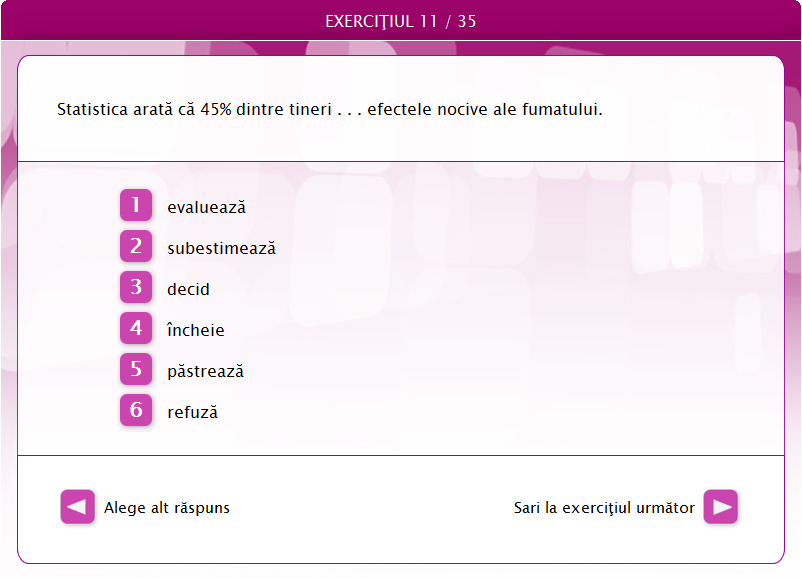 EXERCIŢIUL 11 / 35
Statistica arată că 45% dintre tineri . . . efectele nocive ale fumatului.
1 evaluează
2 subestimează
3 decid
4 încheie
5 păstrează
6 refuză
Alege alt răspuns
Sari la exerciţiul următor